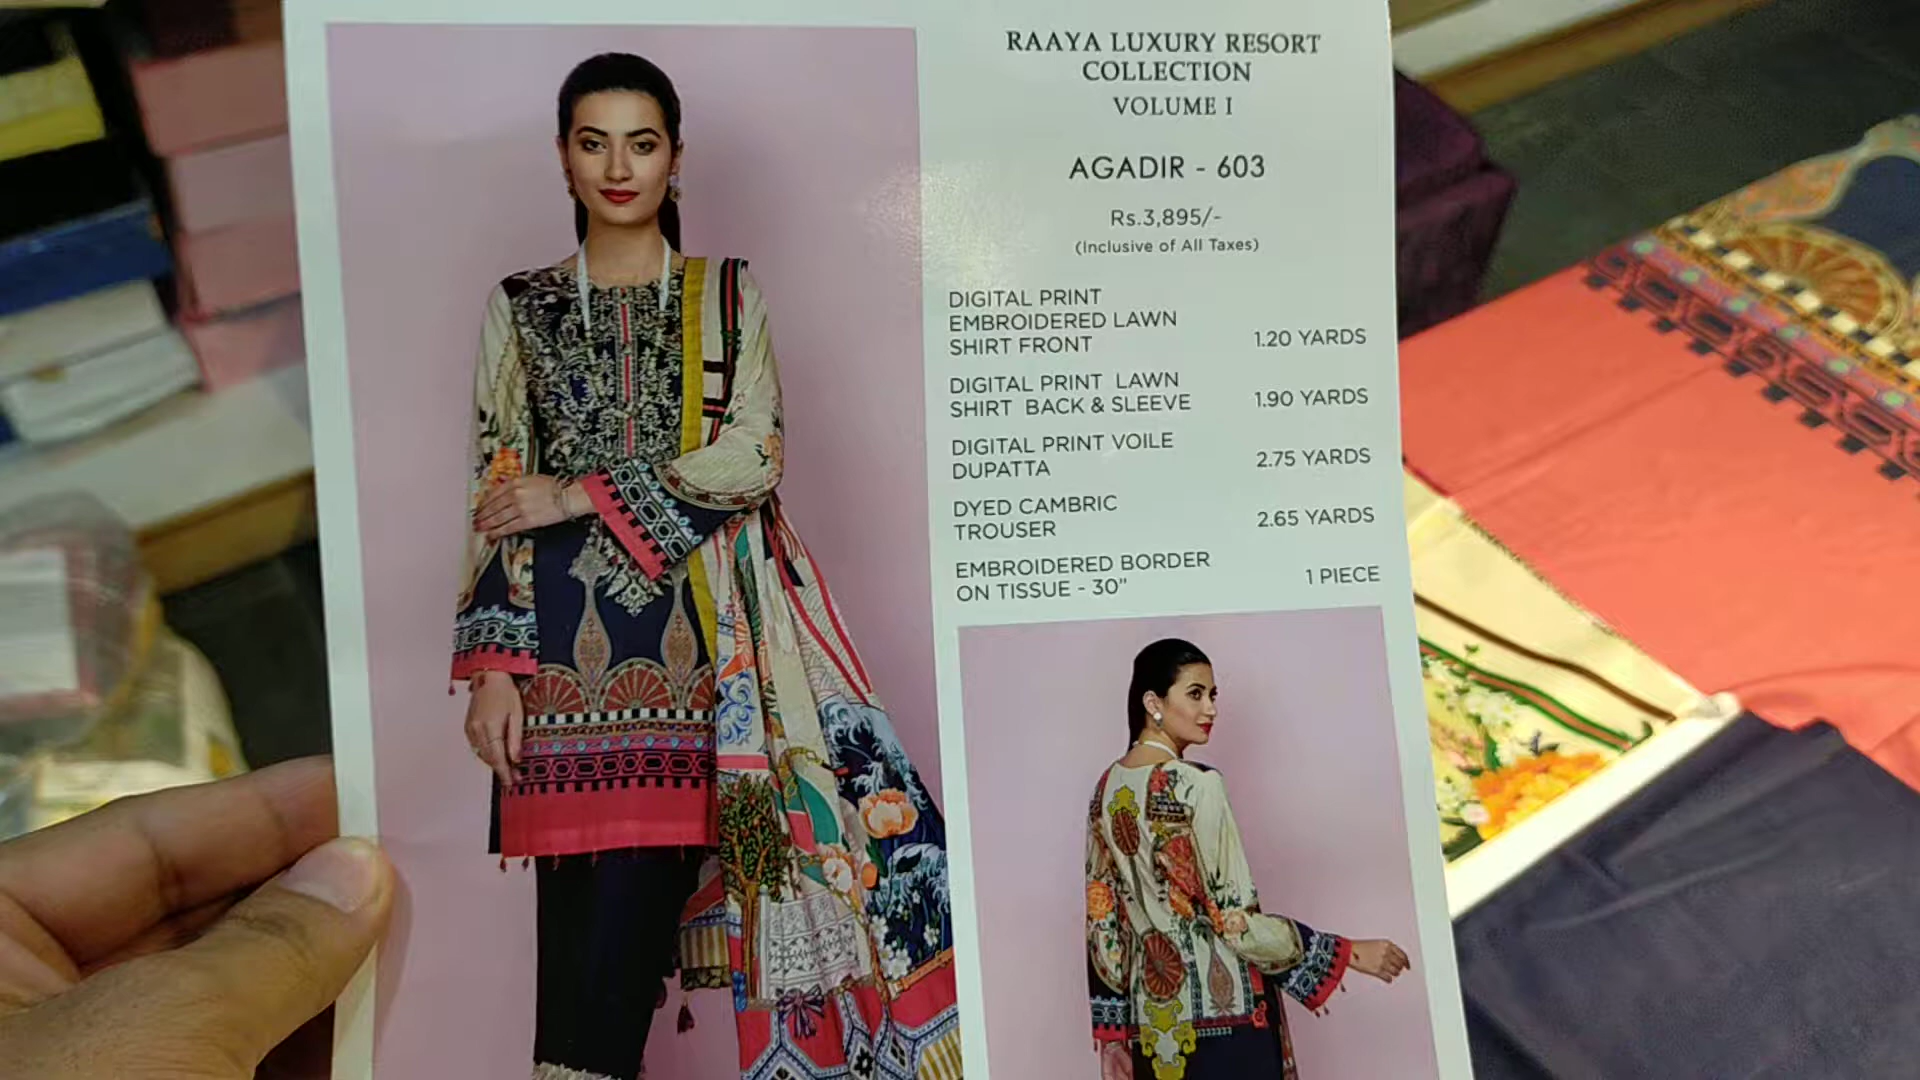 RAAYA LUXURY RESORT
COLLECTION
VOLUME I
AGADIR - 603
Rs.3,895/-
(Inclusive of All Taxes)
DIGITAL PRINT
EMBROIDERED LAWN
SHIRT FRONT 1.20 YARDS
DIGITAL PRINT LAWN
SHIRT BACK & SLEEVE 1.90 YARDS
DIGITAL PRINT VOILE
DUPATTA 2.75 YARDS
DYED CAMBRIC
TROUSER 2.65 YARDS
EMBROIDERED BORDER
ON TISSUE - 30" 1 PIECE